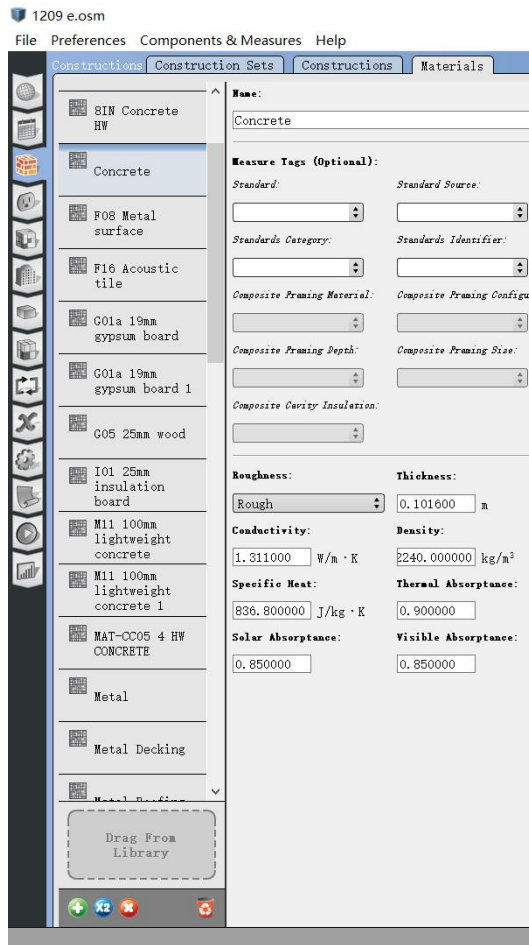 1209 e.osm
File Preferences Components & Measures Help
Constructions Construction Sets Constructions Materials
8IN Concrete
HW
Concrete
F08 Metal
surface
F16 Acoustic
tile
G01a 19mm
gypsum board
G01a 19mm
gypsum board 1
G05 25mm wood
I01 25mm
insulation
board
M11 100mm
lightweight
concrete
M11 100mm
lightweight
concrete 1
MAT-CC05 4 HW
CONCRETE
Metal
Metal Decking
Drag From
Library
X2
Name:
Concrete
Measure Tags (Optional):
Standard: Standard Source:
Standards Category: Standards Identifier:
Composite Framing Material: Composite Framing Configu
Composite Framing Depth: Composite Framing Size:
Composite Cavity Insulation:
Roughness: Thickness:
Rough 0.101600 m
Conductivity: Density:
1.311000 W/m·K 2240.000000 kg/m³
Specific Heat: Thermal Absorptance:
836.800000 J/kg·K 0.900000
Solar Absorptance: Visible Absorptance:
0.850000 0.850000